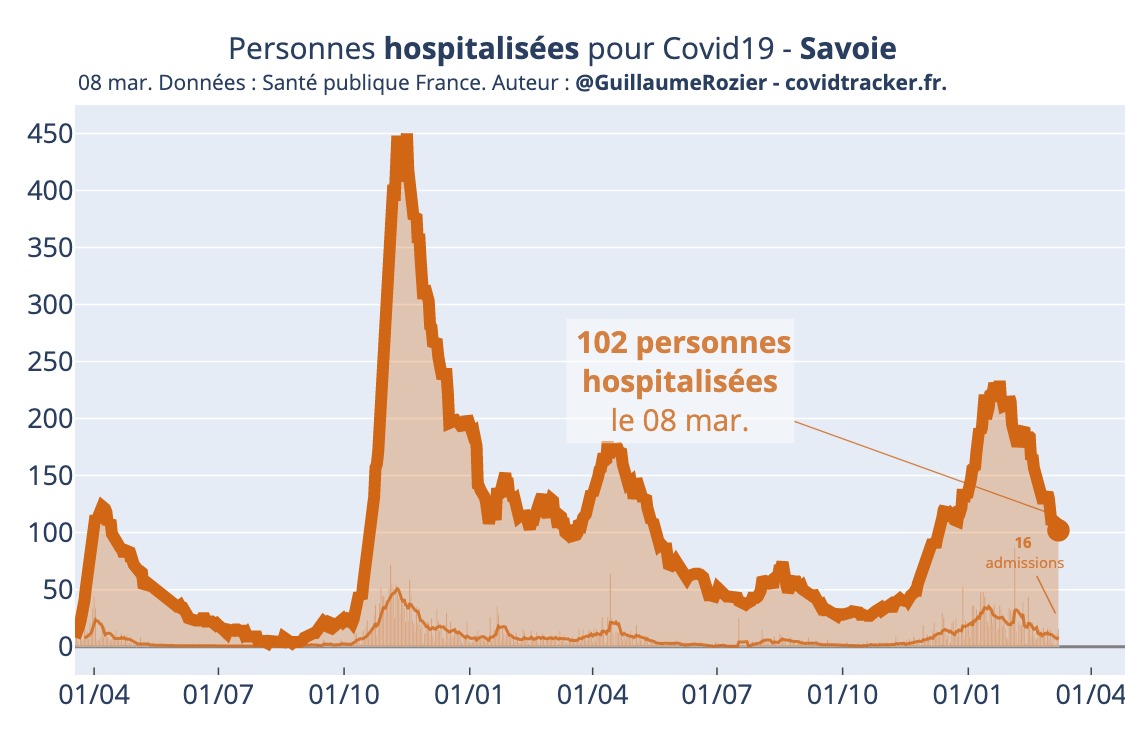 Personnes hospitalisées pour Covid19 - Savoie
08 mar. Données : Santé publique France. Auteur : @GuillaumeRozier - covidtracker.fr.
450
400
350
300
250
200
150
100
50
0
102 personnes
hospitalisées
le 08 mar.
16
admissions
01/04 01/07 01/10 01/01 01/04 01/07 01/10 01/01 01/04